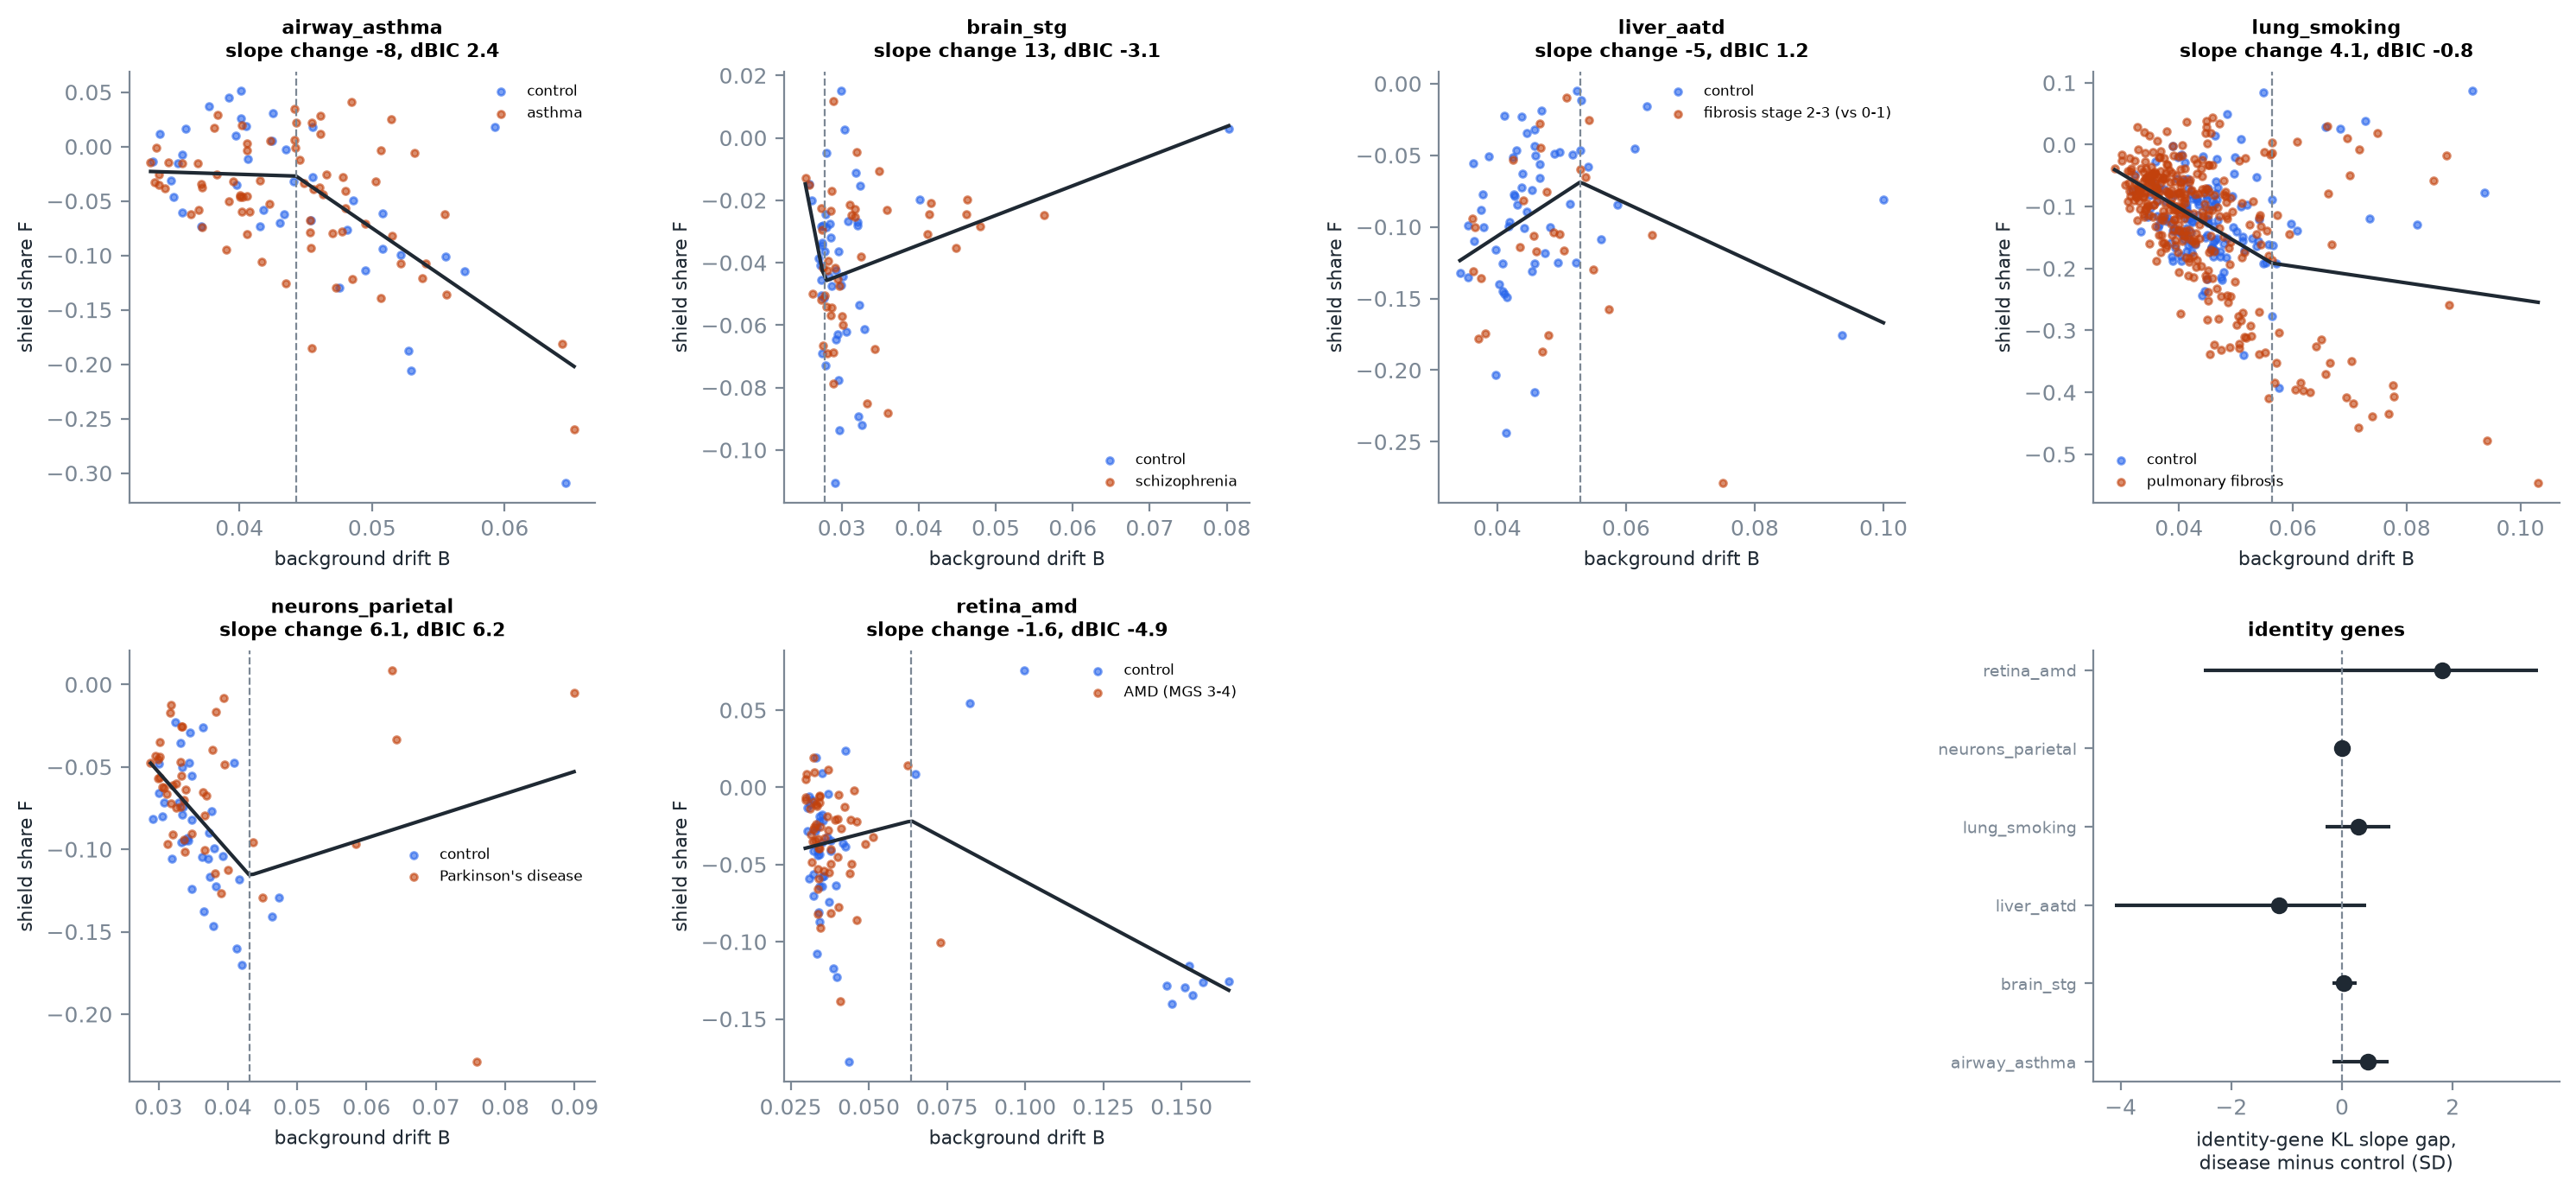 airway_asthma
slope change -8, dBIC 2.4
control
asthma
shield share F
0.05
0.00
−0.05
−0.10
−0.15
−0.20
−0.25
−0.30
0.04
0.05
0.06
background drift B
brain_stg
slope change 13, dBIC -3.1
shield share F
0.02
0.00
−0.02
−0.04
−0.06
−0.08
−0.10
control
schizophrenia
0.03
0.04
0.05
0.06
0.07
0.08
background drift B
liver_aatd
slope change -5, dBIC 1.2
control
fibrosis stage 2-3 (vs 0-1)
shield share F
0.00
−0.05
−0.10
−0.15
−0.20
−0.25
0.04
0.06
0.08
0.10
background drift B
lung_smoking
slope change 4.1, dBIC -0.8
shield share F
0.1
0.0
−0.1
−0.2
−0.3
−0.4
−0.5
control
pulmonary fibrosis
0.04
0.06
0.08
0.10
background drift B
neurons_parietal
slope change 6.1, dBIC 6.2
shield share F
0.00
−0.05
−0.10
−0.15
−0.20
control
Parkinson's disease
0.03
0.04
0.05
0.06
0.07
0.08
0.09
background drift B
retina_amd
slope change -1.6, dBIC -4.9
control
AMD (MGS 3-4)
shield share F
0.05
0.00
−0.05
−0.10
−0.15
0.025
0.050
0.075
0.100
0.125
0.150
background drift B
identity genes
retina_amd
neurons_parietal
lung_smoking
liver_aatd
brain_stg
airway_asthma
−4
−2
0
2
identity-gene KL slope gap,
disease minus control (SD)